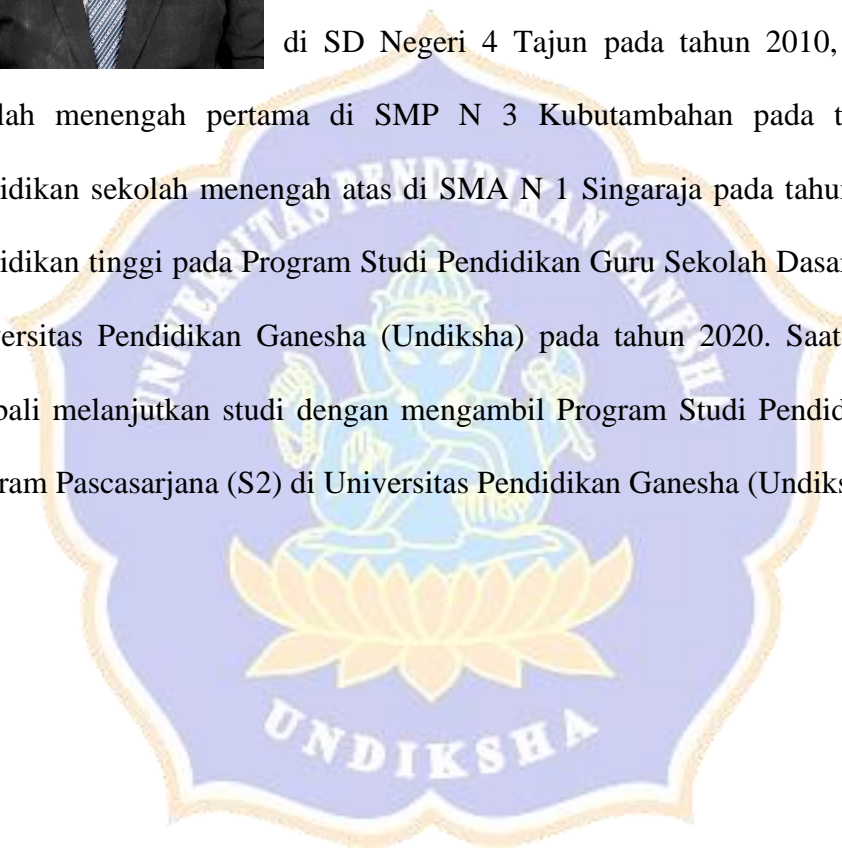 di SD Negeri 4 Tajun pada tahun 2010,
lah menengah pertama di SMP N 3 Kubutambahan pada t
idikan sekolah menengah atas di SMA N 1 Singaraja pada tahun
idikan tinggi pada Program Studi Pendidikan Guru Sekolah Dasar
ersitas Pendidikan Ganesha (Undiksha) pada tahun 2020. Saat
bali melanjutkan studi dengan mengambil Program Studi Pendid
ram Pascasarjana (S2) di Universitas Pendidikan Ganesha (Undiks
UNIVERSITAS PENDIDIKAN GANESHA
UNDIKSHA